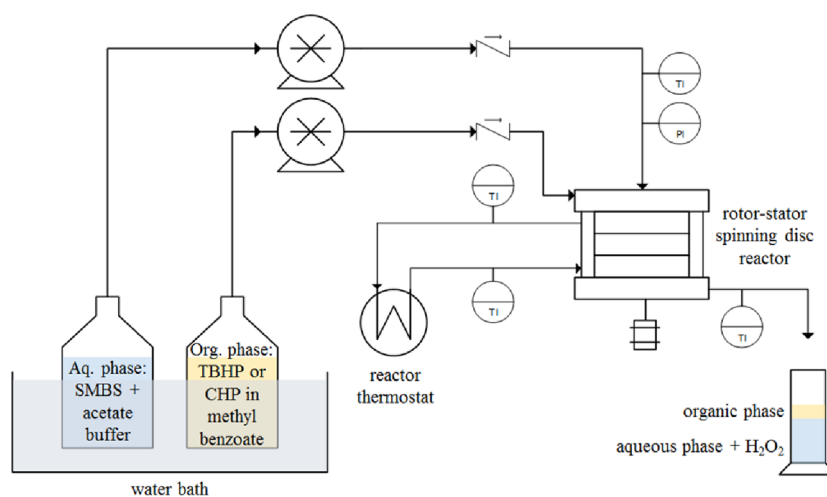 TI
PI
TI
rotor-stator
spinning disc
reactor
TI
TI
reactor
thermostat
Aq. phase:
SMBS +
acetate
buffer
Org. phase:
TBHP or
CHP in
methyl
benzoate
organic phase
aqueous phase + H₂O₂
water bath